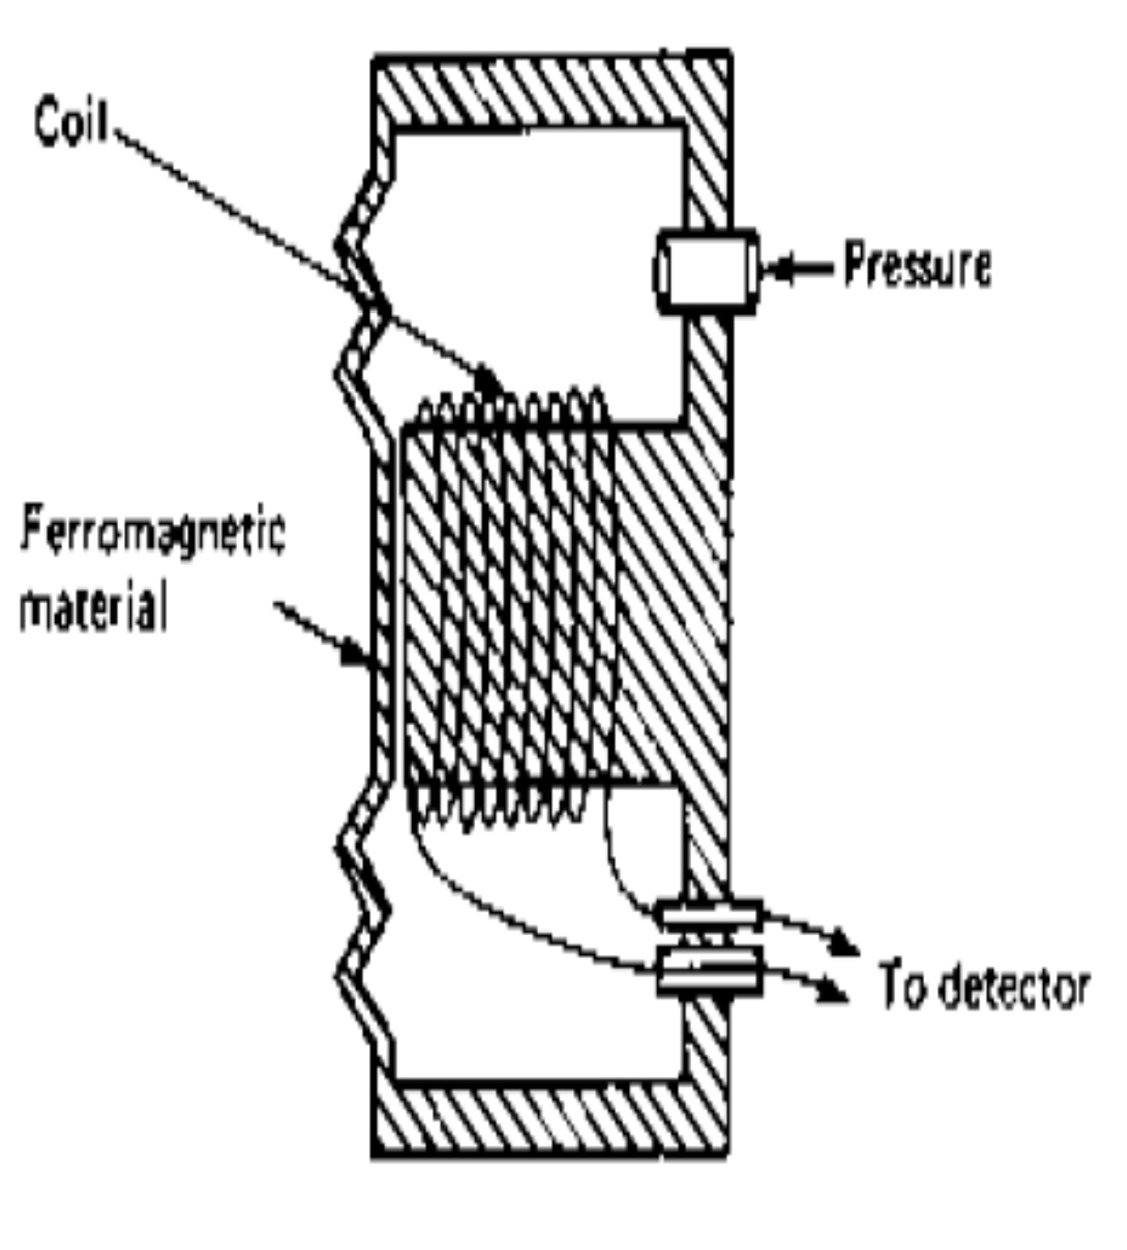 Coil
Pressure
Ferromagnetic
material
To detector